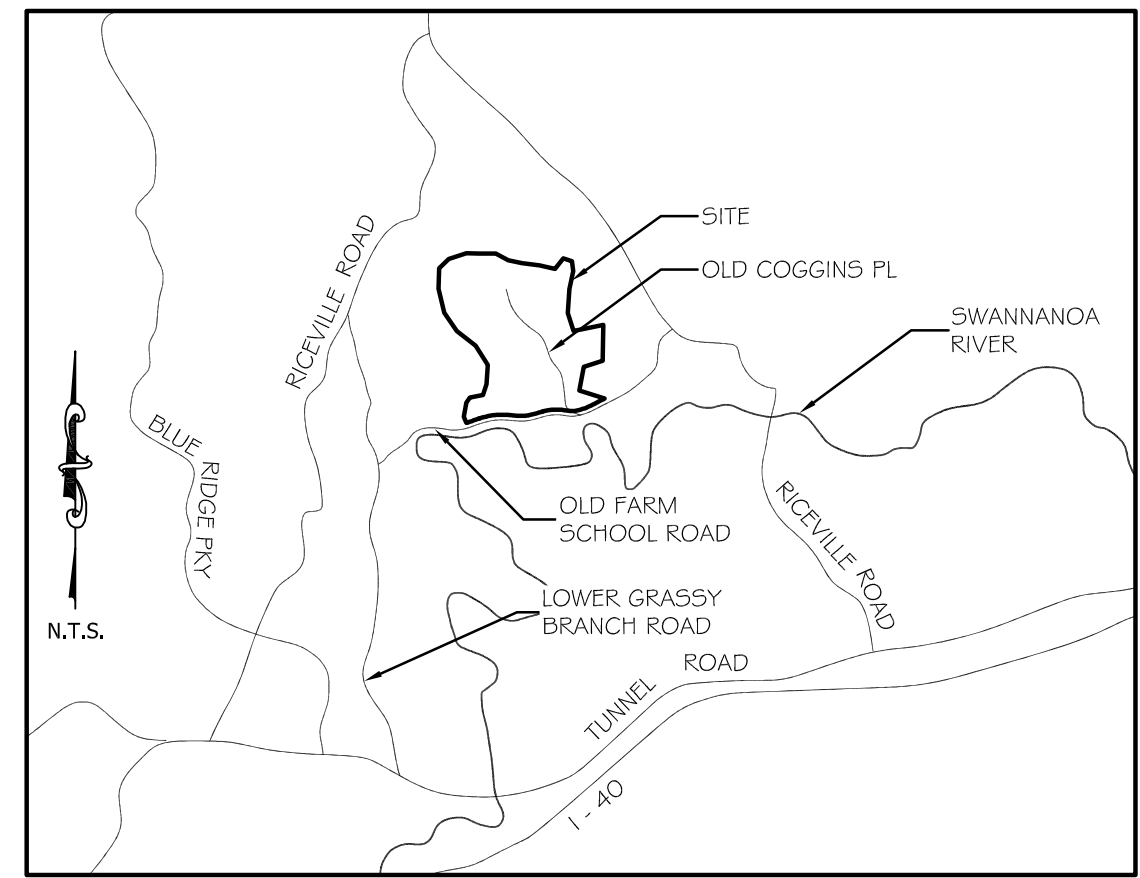 SITE
OLD COGGINS PL
RICEVILLE ROAD
SWANNANOA
RIVER
BLUE RIDGE PKY
OLD FARM
SCHOOL ROAD
RICEVILLE ROAD
LOWER GRASSY
BRANCH ROAD
N.T.S.
TUNNEL ROAD
I - 40